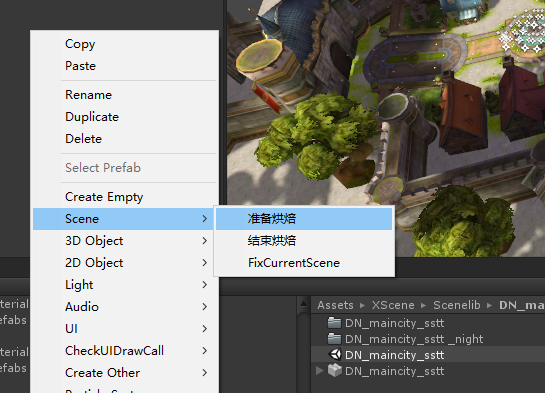 Copy
Paste
Rename
Duplicate
Delete
Select Prefab
Create Empty
Scene
3D Object
2D Object
Light
Audio
UI
CheckUIDrawCall
Create Other
准备烘焙
结束烘焙
FixCurrentScene
Assets XScene Scenelib DN_ma
DN_maincity_sstt
DN_maincity_sstt _night
DN_maincity_sstt
DN_maincity_sstt